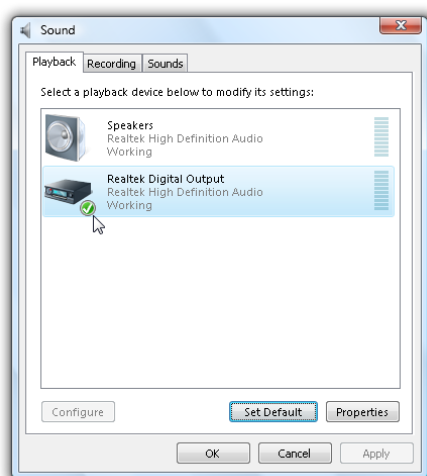 Sound
Playback Recording Sounds
Select a playback device below to modify its settings:
Speakers
Realtek High Definition Audio
Working
Realtek Digital Output
Realtek High Definition Audio
Working
Configure Set Default Properties
OK Cancel Apply